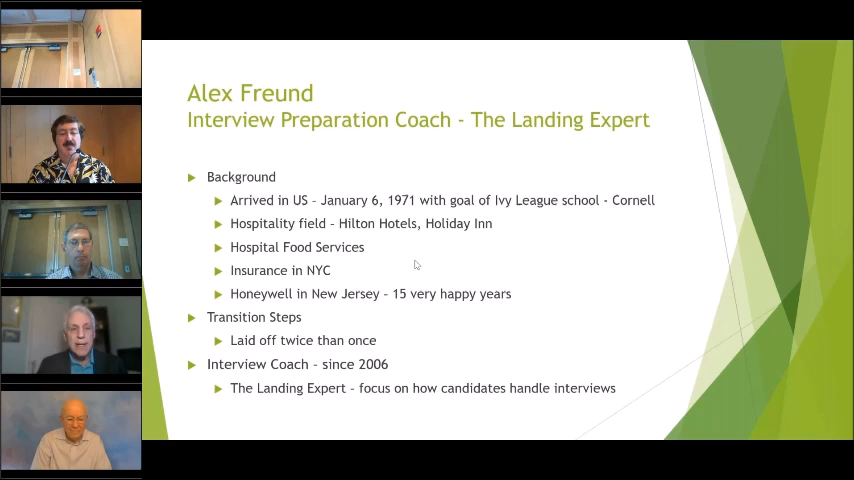 Alex Freund
Interview Preparation Coach - The Landing Expert
Background
Arrived in US – January 6, 1971 with goal of Ivy League school - Cornell
Hospitality field – Hilton Hotels, Holiday Inn
Hospital Food Services
Insurance in NYC
Honeywell in New Jersey – 15 very happy years
Transition Steps
Laid off twice than once
Interview Coach – since 2006
The Landing Expert – focus on how candidates handle interviews